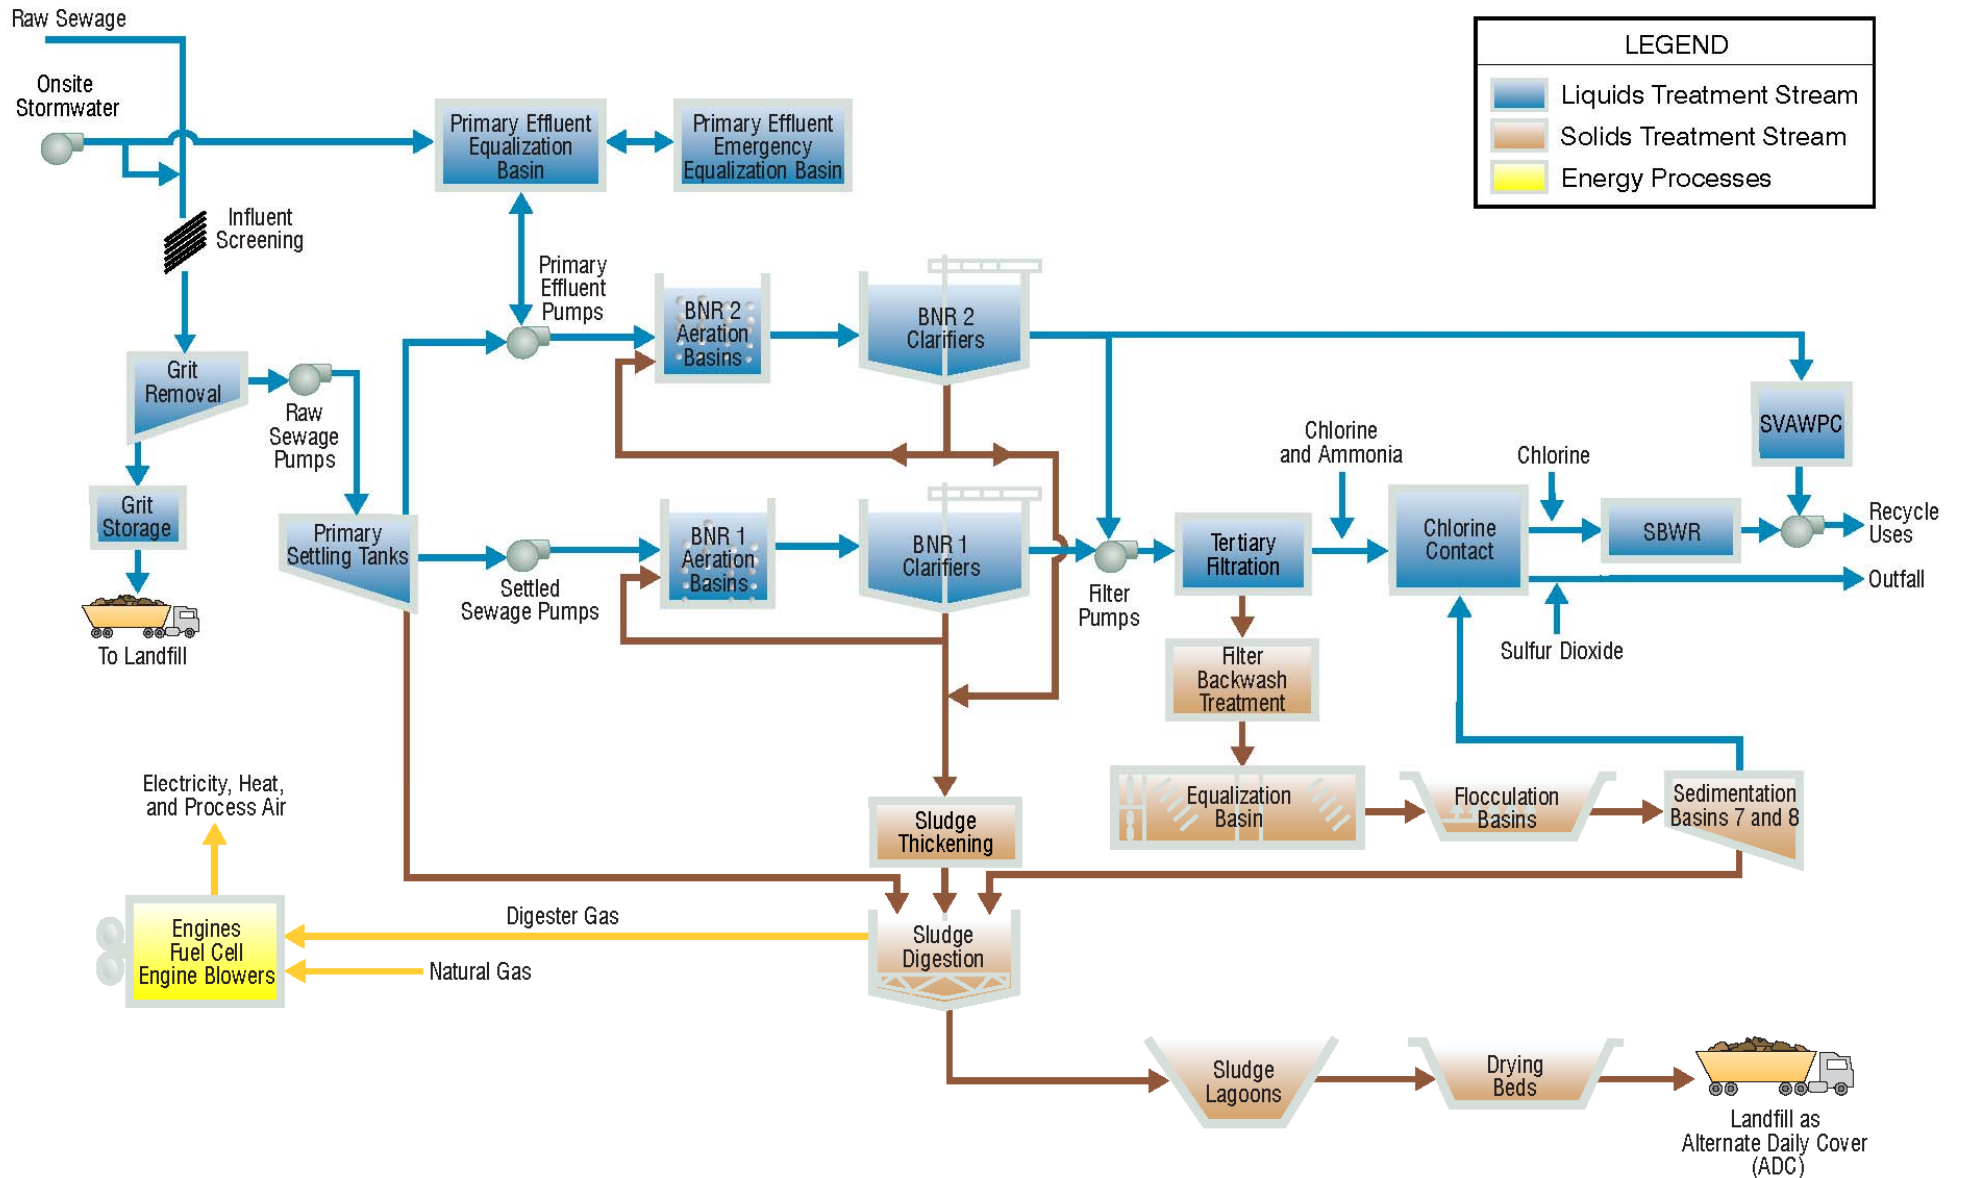 Raw Sewage
Onsite
Stormwater
Influent
Screening
Grit
Removal
Raw
Sewage
Pumps
Grit
Storage
To Landfill
Primary
Settling Tanks
Primary Effluent
Equalization
Basin
Primary Effluent
Emergency
Equalization Basin
Primary
Effluent
Pumps
BNR 2
Aeration
Basins
BNR 2
Clarifiers
Settled
Sewage Pumps
BNR 1
Aeration
Basins
BNR 1
Clarifiers
Filter
Pumps
Tertiary
Filtration
Chlorine
and Ammonia
Chlorine
Contact
Chlorine
SBWR
SVAWPC
Recycle
Uses
Outfall
Sulfur Dioxide
Filter
Backwash
Treatment
Equalization
Basin
Flocculation
Basins
Sedimentation
Basins 7 and 8
Sludge
Thickening
Sludge
Digestion
Digester Gas
Natural Gas
Electricity, Heat,
and Process Air
Engines
Fuel Cell
Engine Blowers
Sludge
Lagoons
Drying
Beds
Landfill as
Alternate Daily Cover
(ADC)
LEGEND
Liquids Treatment Stream
Solids Treatment Stream
Energy Processes